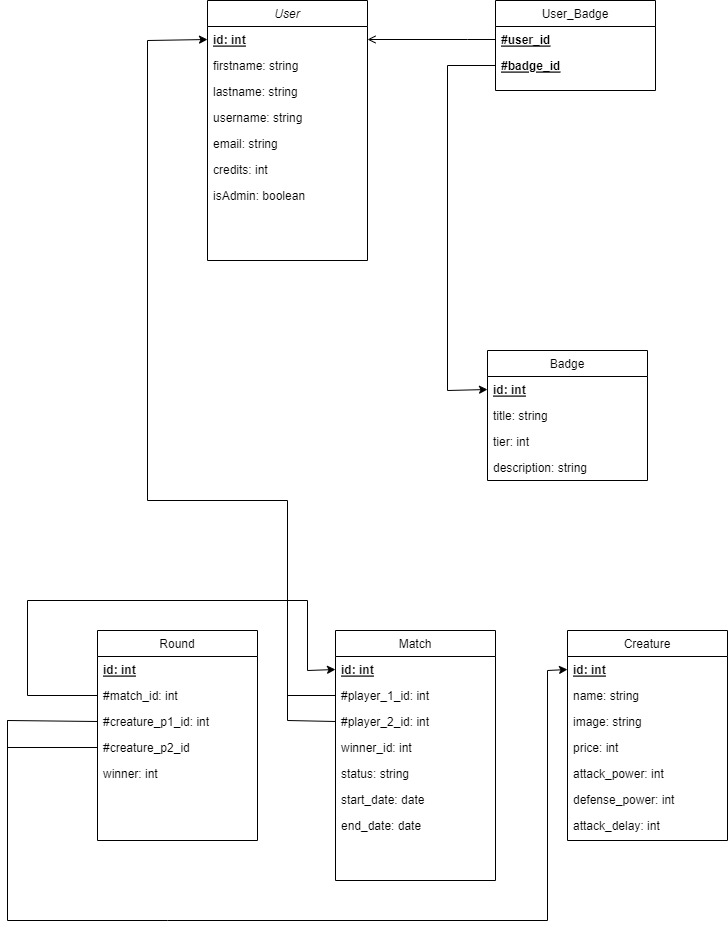 User
id: int
firstname: string
lastname: string
username: string
email: string
credits: int
isAdmin: boolean
User_Badge
#user_id
#badge_id
Badge
id: int
title: string
tier: int
description: string
Round
id: int
#match_id: int
#creature_p1_id: int
#creature_p2_id
winner: int
Match
id: int
#player_1_id: int
#player_2_id: int
winner_id: int
status: string
start_date: date
end_date: date
Creature
id: int
name: string
image: string
price: int
attack_power: int
defense_power: int
attack_delay: int